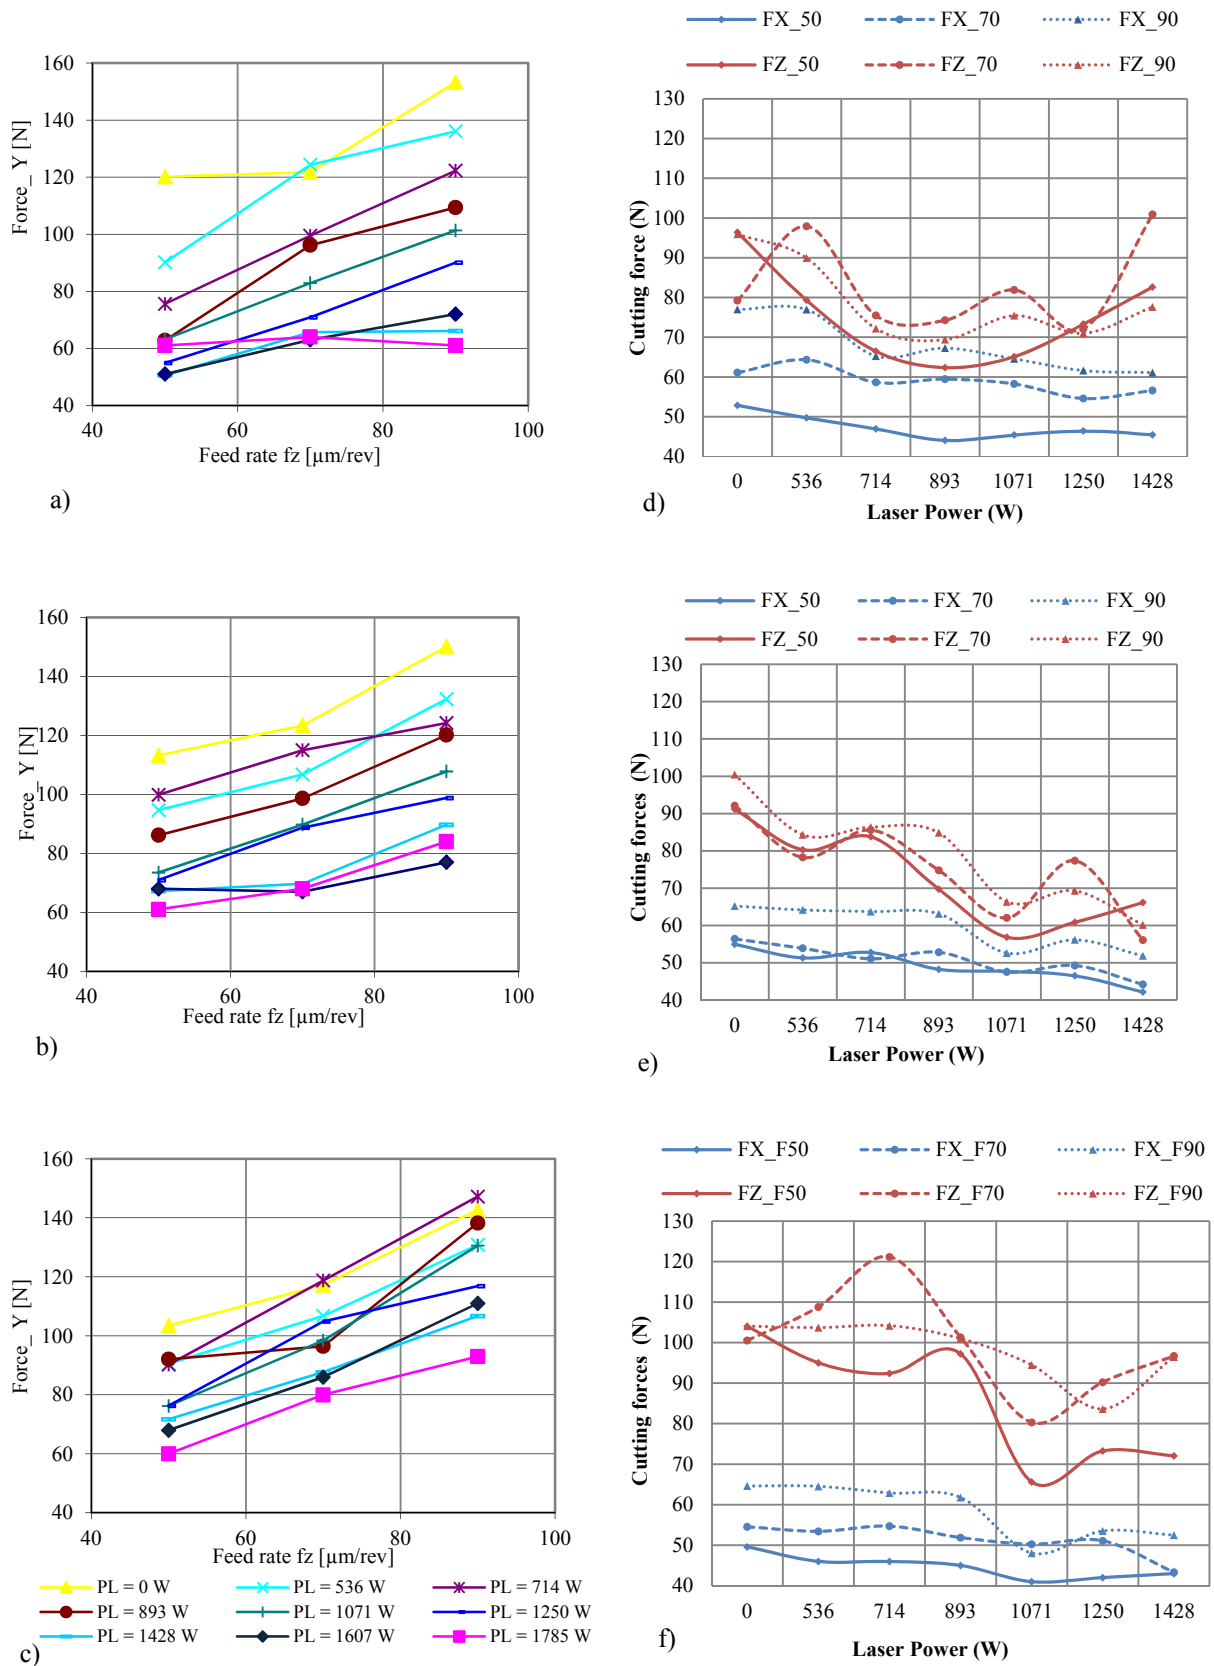 160
140
120
100
80
60
40
40 60 80 100
Force_ Y [N]
Feed rate fz [µm/rev]
a)
FX_50 FX_70 FX_90
FZ_50 FZ_70 FZ_90
130
120
110
100
90
80
70
60
50
40
0 536 714 893 1071 1250 1428
Cutting force (N)
Laser Power (W)
d)
160
140
120
100
80
60
40
40 60 80 100
Force_ Y [N]
Feed rate fz [µm/rev]
b)
FX_50 FX_70 FX_90
FZ_50 FZ_70 FZ_90
130
120
110
100
90
80
70
60
50
40
0 536 714 893 1071 1250 1428
Cutting forces (N)
Laser Power (W)
e)
160
140
120
100
80
60
40
40 60 80 100
Force_ Y [N]
Feed rate fz [µm/rev]
PL = 0 W PL = 536 W PL = 714 W
PL = 893 W PL = 1071 W PL = 1250 W
PL = 1428 W PL = 1607 W PL = 1785 W
c)
FX_F50 FX_F70 FX_F90
FZ_F50 FZ_F70 FZ_F90
130
120
110
100
90
80
70
60
50
40
0 536 714 893 1071 1250 1428
Cutting forces (N)
Laser Power (W)
f)